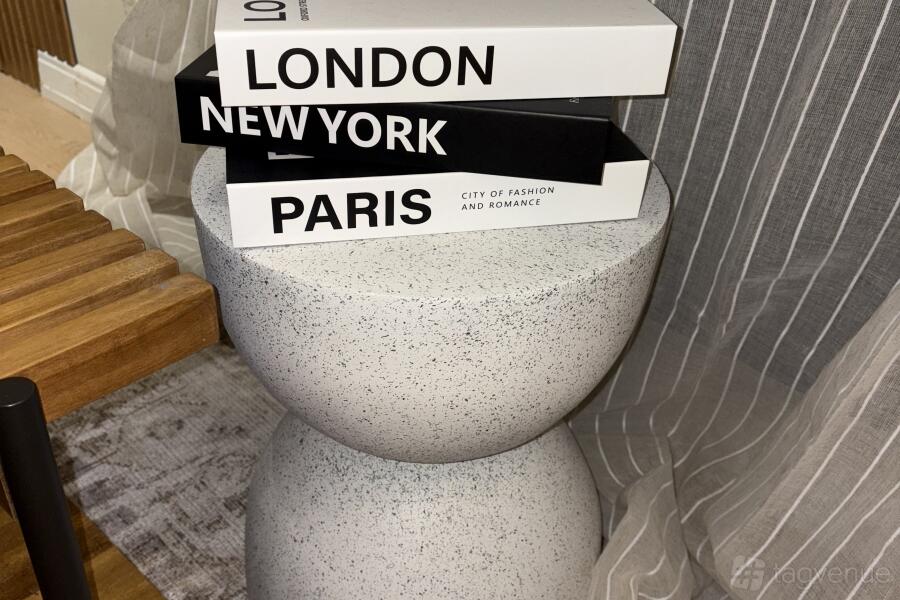 LO
LONDON
NEW YORK
PARIS
CITY OF FASHION
AND ROMANCE
tagvenue